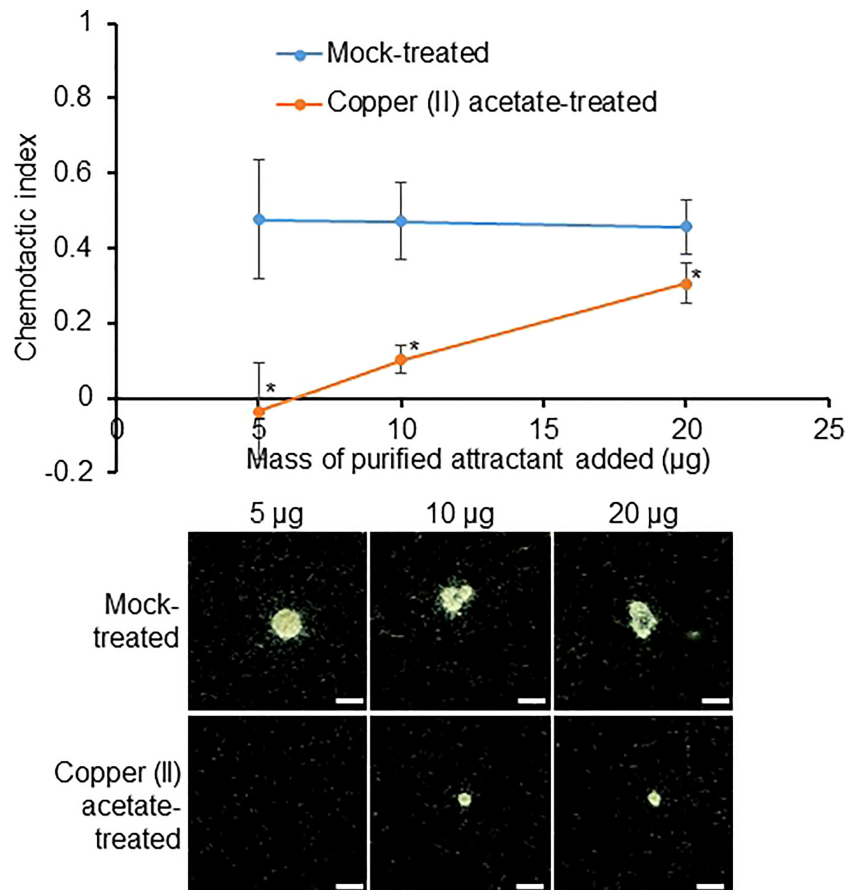 1
0.8
0.6
0.4
0.2
0
-0.2
Chemotactic index
Mock-treated
Copper (II) acetate-treated
*
*
*
0 5 10 15 20 25
Mass of purified attractant added (µg)
5 µg 10 µg 20 µg
Mock-
treated
Copper (II)
acetate-
treated